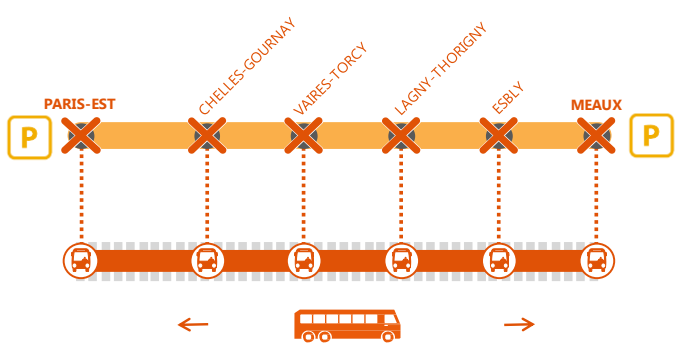 PARIS-EST
CHELLES-GOURNAY
VAIRES-TORCY
LAGNY-THORIGNY
ESBLY
MEAUX
P
P